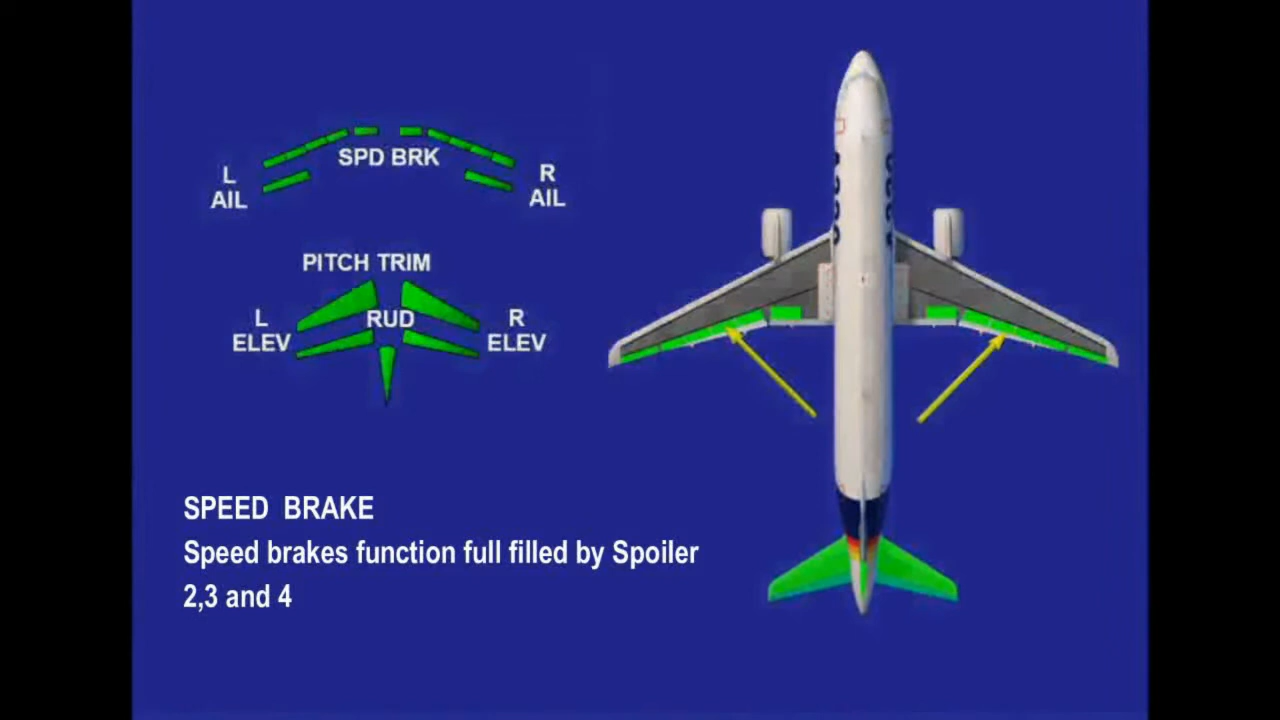 SPD BRK
L
AIL
R
AIL
PITCH TRIM
L
ELEV
RUD
R
ELEV
SPEED BRAKE
Speed brakes function full filled by Spoiler
2,3 and 4